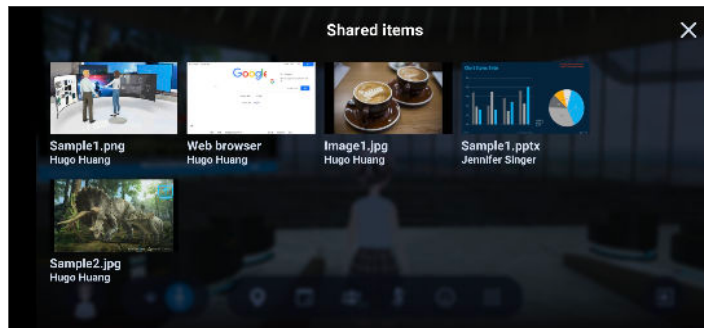 Shared items
Sample1.png
Hugo Huang
Web browser
Hugo Huang
Image1.jpg
Hugo Huang
Sample1.pptx
Jennifer Singer
Google
Sample2.jpg
Hugo Huang